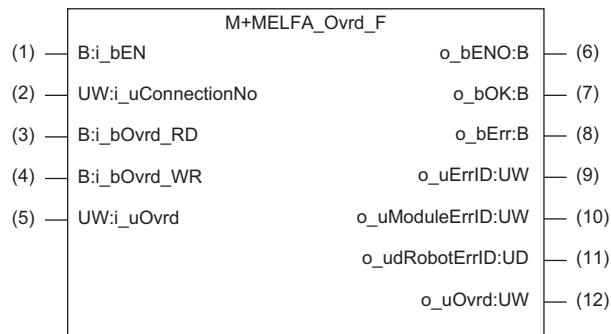 M+MELFA_Ovrd_F
(1) B:i_bEN o_bENO:B (6)
(2) UW:i_uConnectionNo o_bOK:B (7)
(3) B:i_bOvrd_RD o_bErr:B (8)
(4) B:i_bOvrd_WR o_uErrID:UW (9)
(5) UW:i_uOvrd o_uModuleErrID:UW (10)
o_udRobotErrID:UD (11)
o_uOvrd:UW (12)